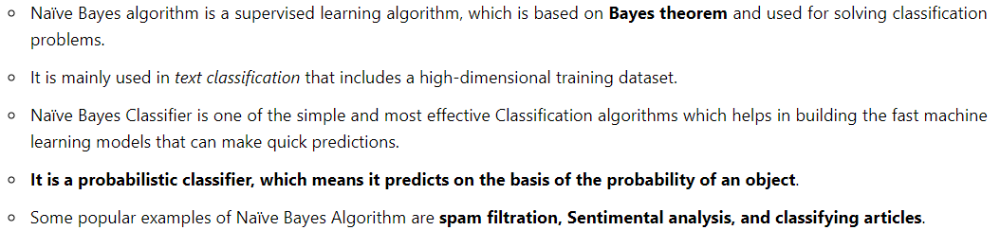 Naïve Bayes algorithm is a supervised learning algorithm, which is based on Bayes theorem and used for solving classification
problems.
It is mainly used in text classification that includes a high-dimensional training dataset.
Naïve Bayes Classifier is one of the simple and most effective Classification algorithms which helps in building the fast machine
learning models that can make quick predictions.
It is a probabilistic classifier, which means it predicts on the basis of the probability of an object.
Some popular examples of Naïve Bayes Algorithm are spam filtration, Sentimental analysis, and classifying articles.